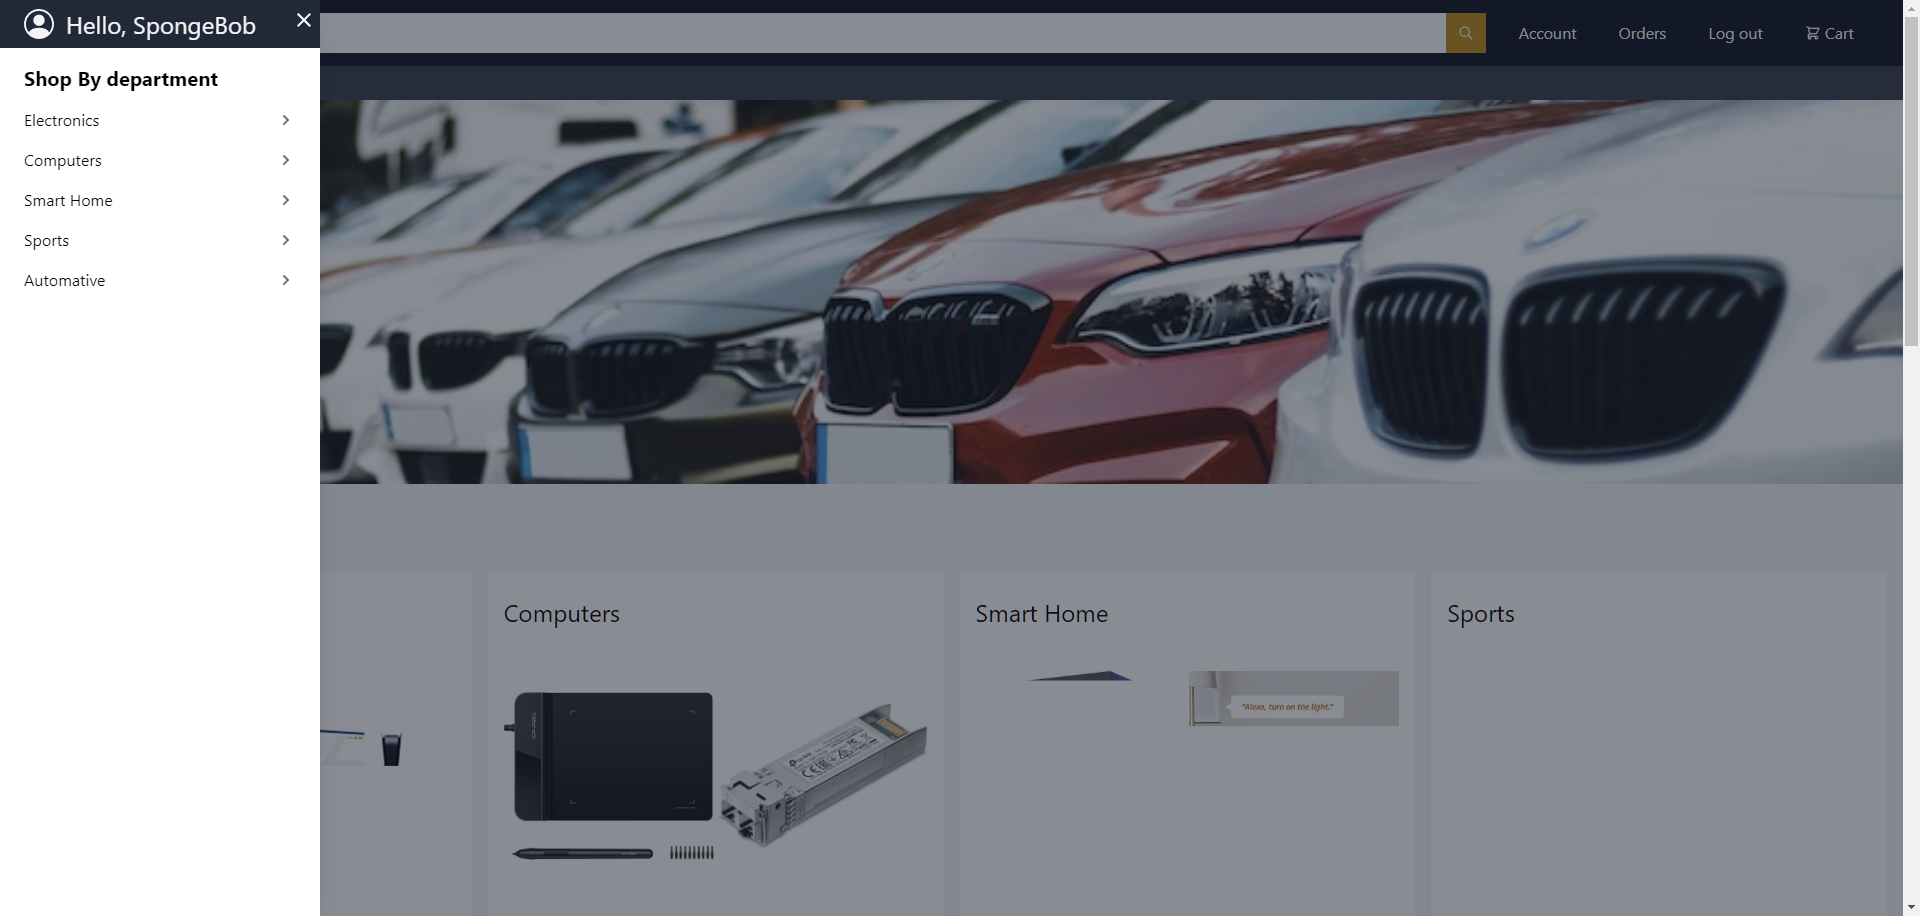 Hello, SpongeBob
Account
Orders
Log out
Cart
Shop By department
Electronics
Computers
Smart Home
Sports
Automative
Computers
Smart Home
Sports
"Alexa, turn on the light."